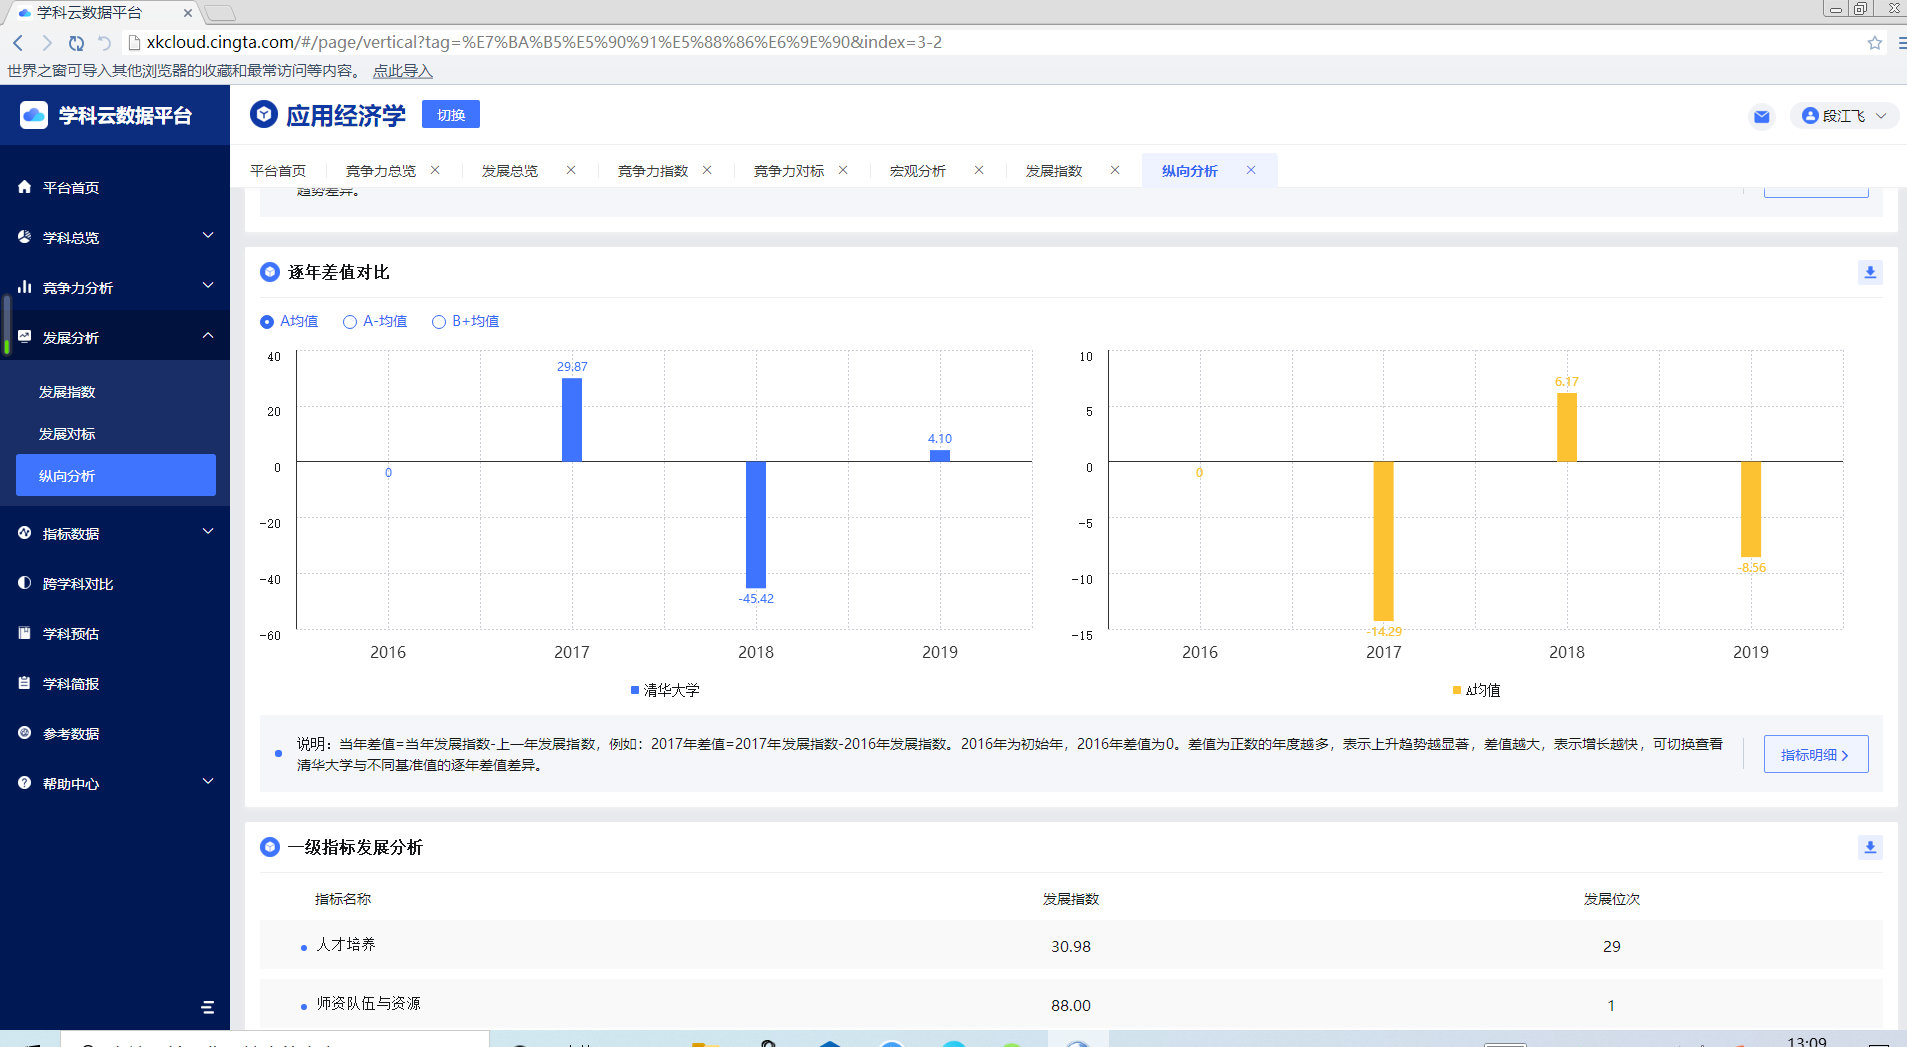 学科云数据平台
xkcloud.cingta.com/#/page/vertical?tag=%E7%BA%B5%E5%90%91%E5%88%86%E6%9E%90&index=3-2
世界之窗可导入其他浏览器的收藏和最常访问等内容。 点此导入
学科云数据平台
应用经济学
切换
段江飞
平台首页 竞争力总览 发展总览 竞争力指数 竞争力对标 宏观分析 发展指数 纵向分析
平台首页
学科总览
竞争力分析
发展分析
发展指数
发展对标
纵向分析
指标数据
跨学科对比
学科预估
学科简报
参考数据
帮助中心
趋势差异。
逐年差值对比
A均值 A-均值 B+均值
40
20
0
-20
-40
-60
29.87
0
-45.42
4.10
2016 2017 2018 2019
清华大学
10
5
0
-5
-10
-15
6.17
0
-14.29
-8.56
2016 2017 2018 2019
A均值
说明：当年差值=当年发展指数-上一年发展指数，例如：2017年差值=2017年发展指数-2016年发展指数。2016年为初始年，2016年差值为0。差值为正数的年度越多，表示上升趋势越显著，差值越大，表示增长越快，可切换查看
清华大学与不同基准值的逐年差值差异。
指标明细
一级指标发展分析
指标名称 发展指数 发展位次
人才培养 30.98 29
师资队伍与资源 88.00 1
13:09